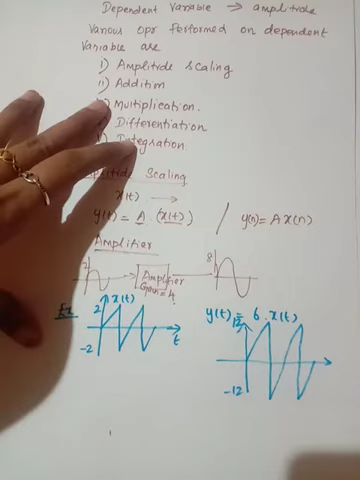 Dependent Variable → amplitude
Various opr performed on dependent
Variable are
i) Amplitude scaling
ii) Addition
Multiplication.
Differentiation
Integration
Scaling
x(t) →
y(t) = A (x(t)) / y(n) = A x(n)
Amplifier
2
Amplifier
Gain = 4
8
Ex
2 x(t)
-2
t
y(t) = 6 . x(t)
12
-12